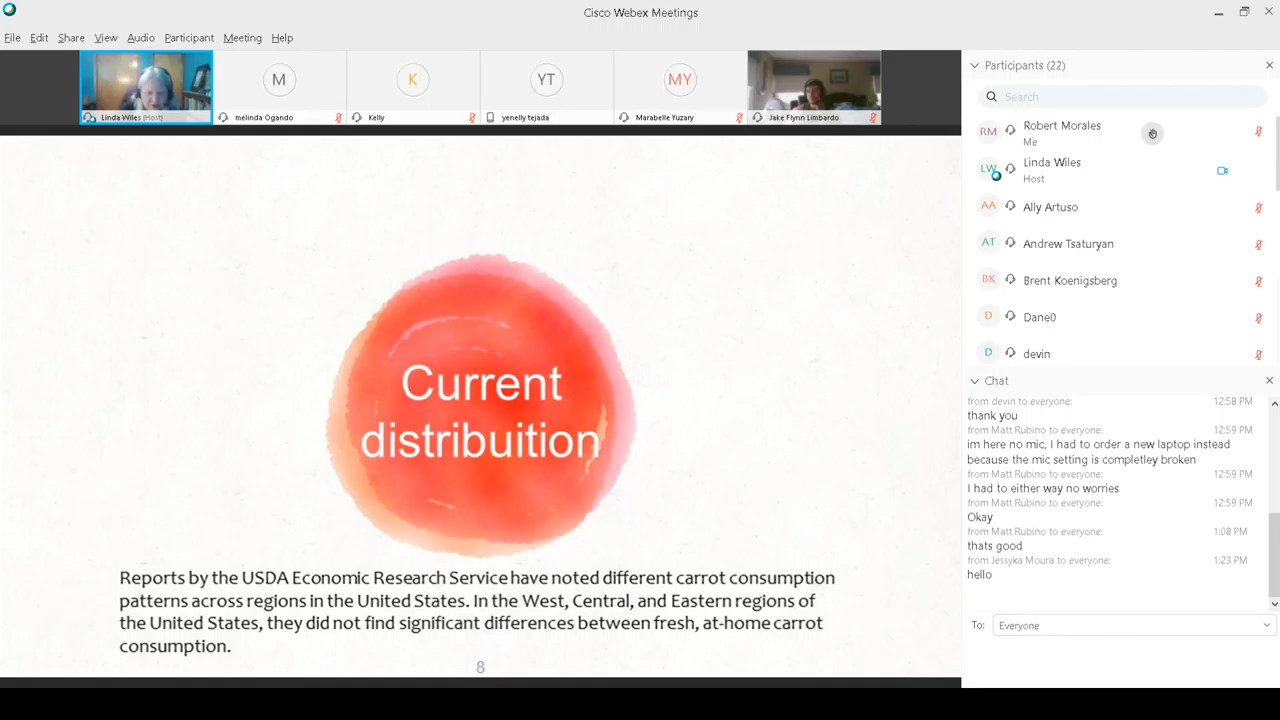 Cisco Webex Meetings
File Edit Share View Audio Participant Meeting Help
Linda Wiles (Host)
M
melinda Ogando
K
Kelly
YT
yenelly tejada
MY
Marabelle Yuzary
Jake Flynn Limbardo
Current
distribuition
Reports by the USDA Economic Research Service have noted different carrot consumption
patterns across regions in the United States. In the West, Central, and Eastern regions of
the United States, they did not find significant differences between fresh, at-home carrot
consumption.
8
Participants (22)
Search
RM Robert Morales
Me
LW Linda Wiles
Host
AA Ally Artuso
AT Andrew Tsaturyan
BK Brent Koenigsberg
D Dane0
D devin
Chat
from devin to everyone: 12:58 PM
thank you
from Matt Rubino to everyone: 12:59 PM
im here no mic, I had to order a new laptop instead
because the mic setting is completley broken
from Matt Rubino to everyone: 12:59 PM
I had to either way no worries
from Matt Rubino to everyone: 12:59 PM
Okay
from Matt Rubino to everyone: 1:08 PM
thats good
from Jessyka Moura to everyone: 1:23 PM
hello
To: Everyone